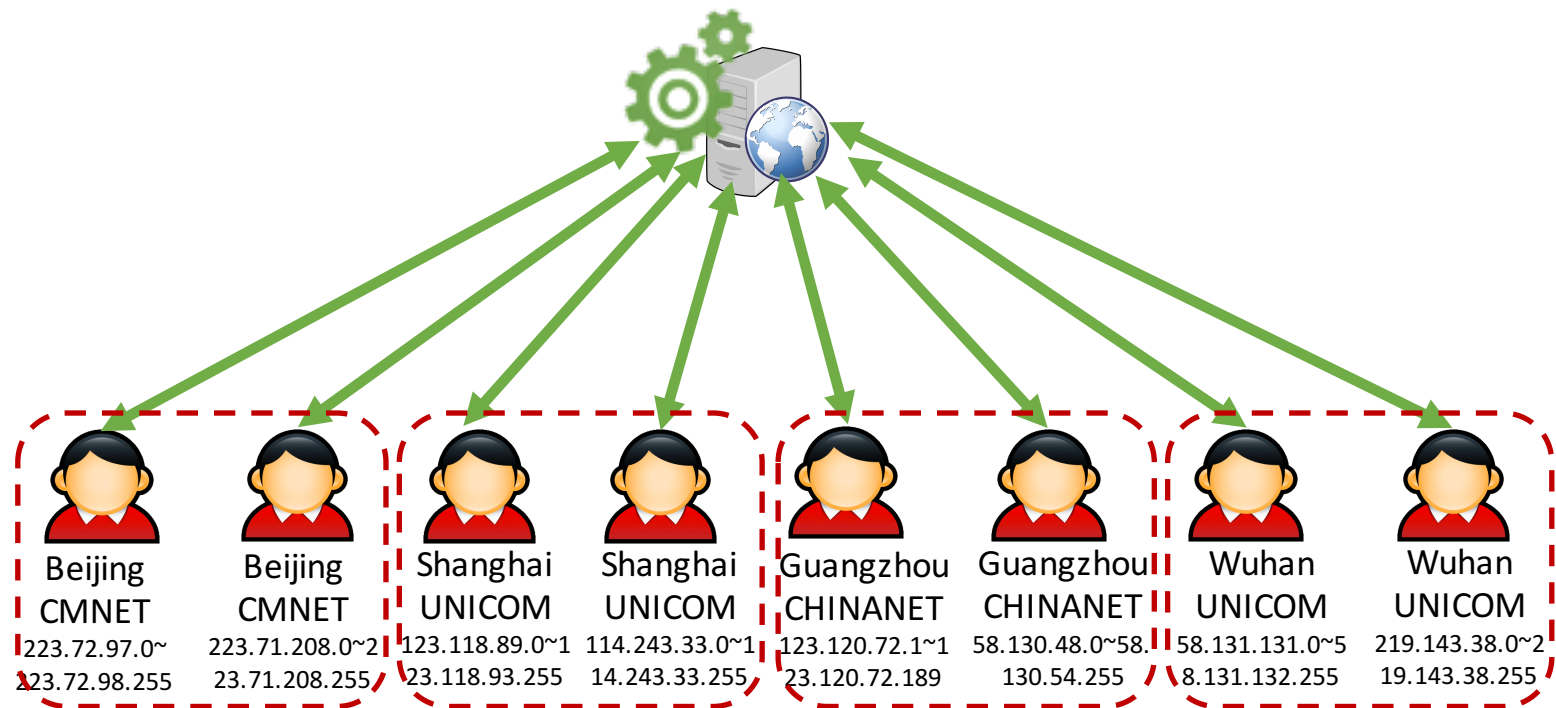 Beijing
CMNET
223.72.97.0~
223.72.98.255
Beijing
CMNET
223.71.208.0~2
23.71.208.255
Shanghai
UNICOM
123.118.89.0~1
23.118.93.255
Shanghai
UNICOM
114.243.33.0~1
14.243.33.255
Guangzhou
CHINANET
123.120.72.1~1
23.120.72.189
Guangzhou
CHINANET
58.130.48.0~58.
130.54.255
Wuhan
UNICOM
58.131.131.0~5
8.131.132.255
Wuhan
UNICOM
219.143.38.0~2
19.143.38.255